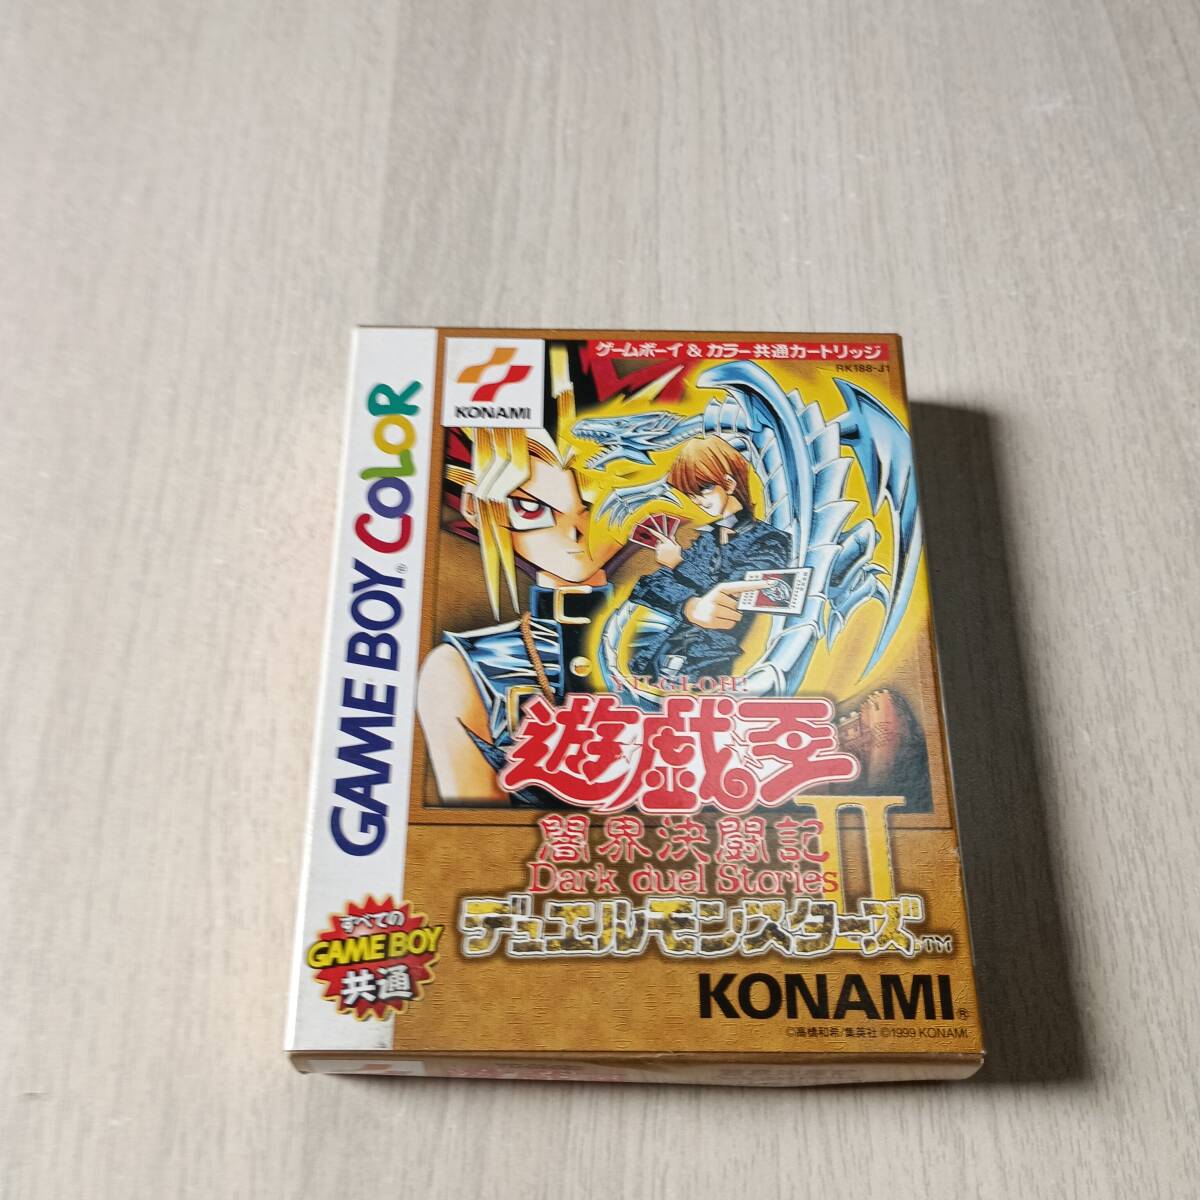 ゲームボーイ&カラー共通カートリッジ
RK188-J1
KONAMI
GAME BOY COLOR®
YU-GI-OH!
遊戯王
闇界決闘記
Dark duel Stories
II
デュエルモンスターズ™
すべての
GAME BOY
共通
KONAMI®
©高橋和希/集英社 ©1999 KONAMI